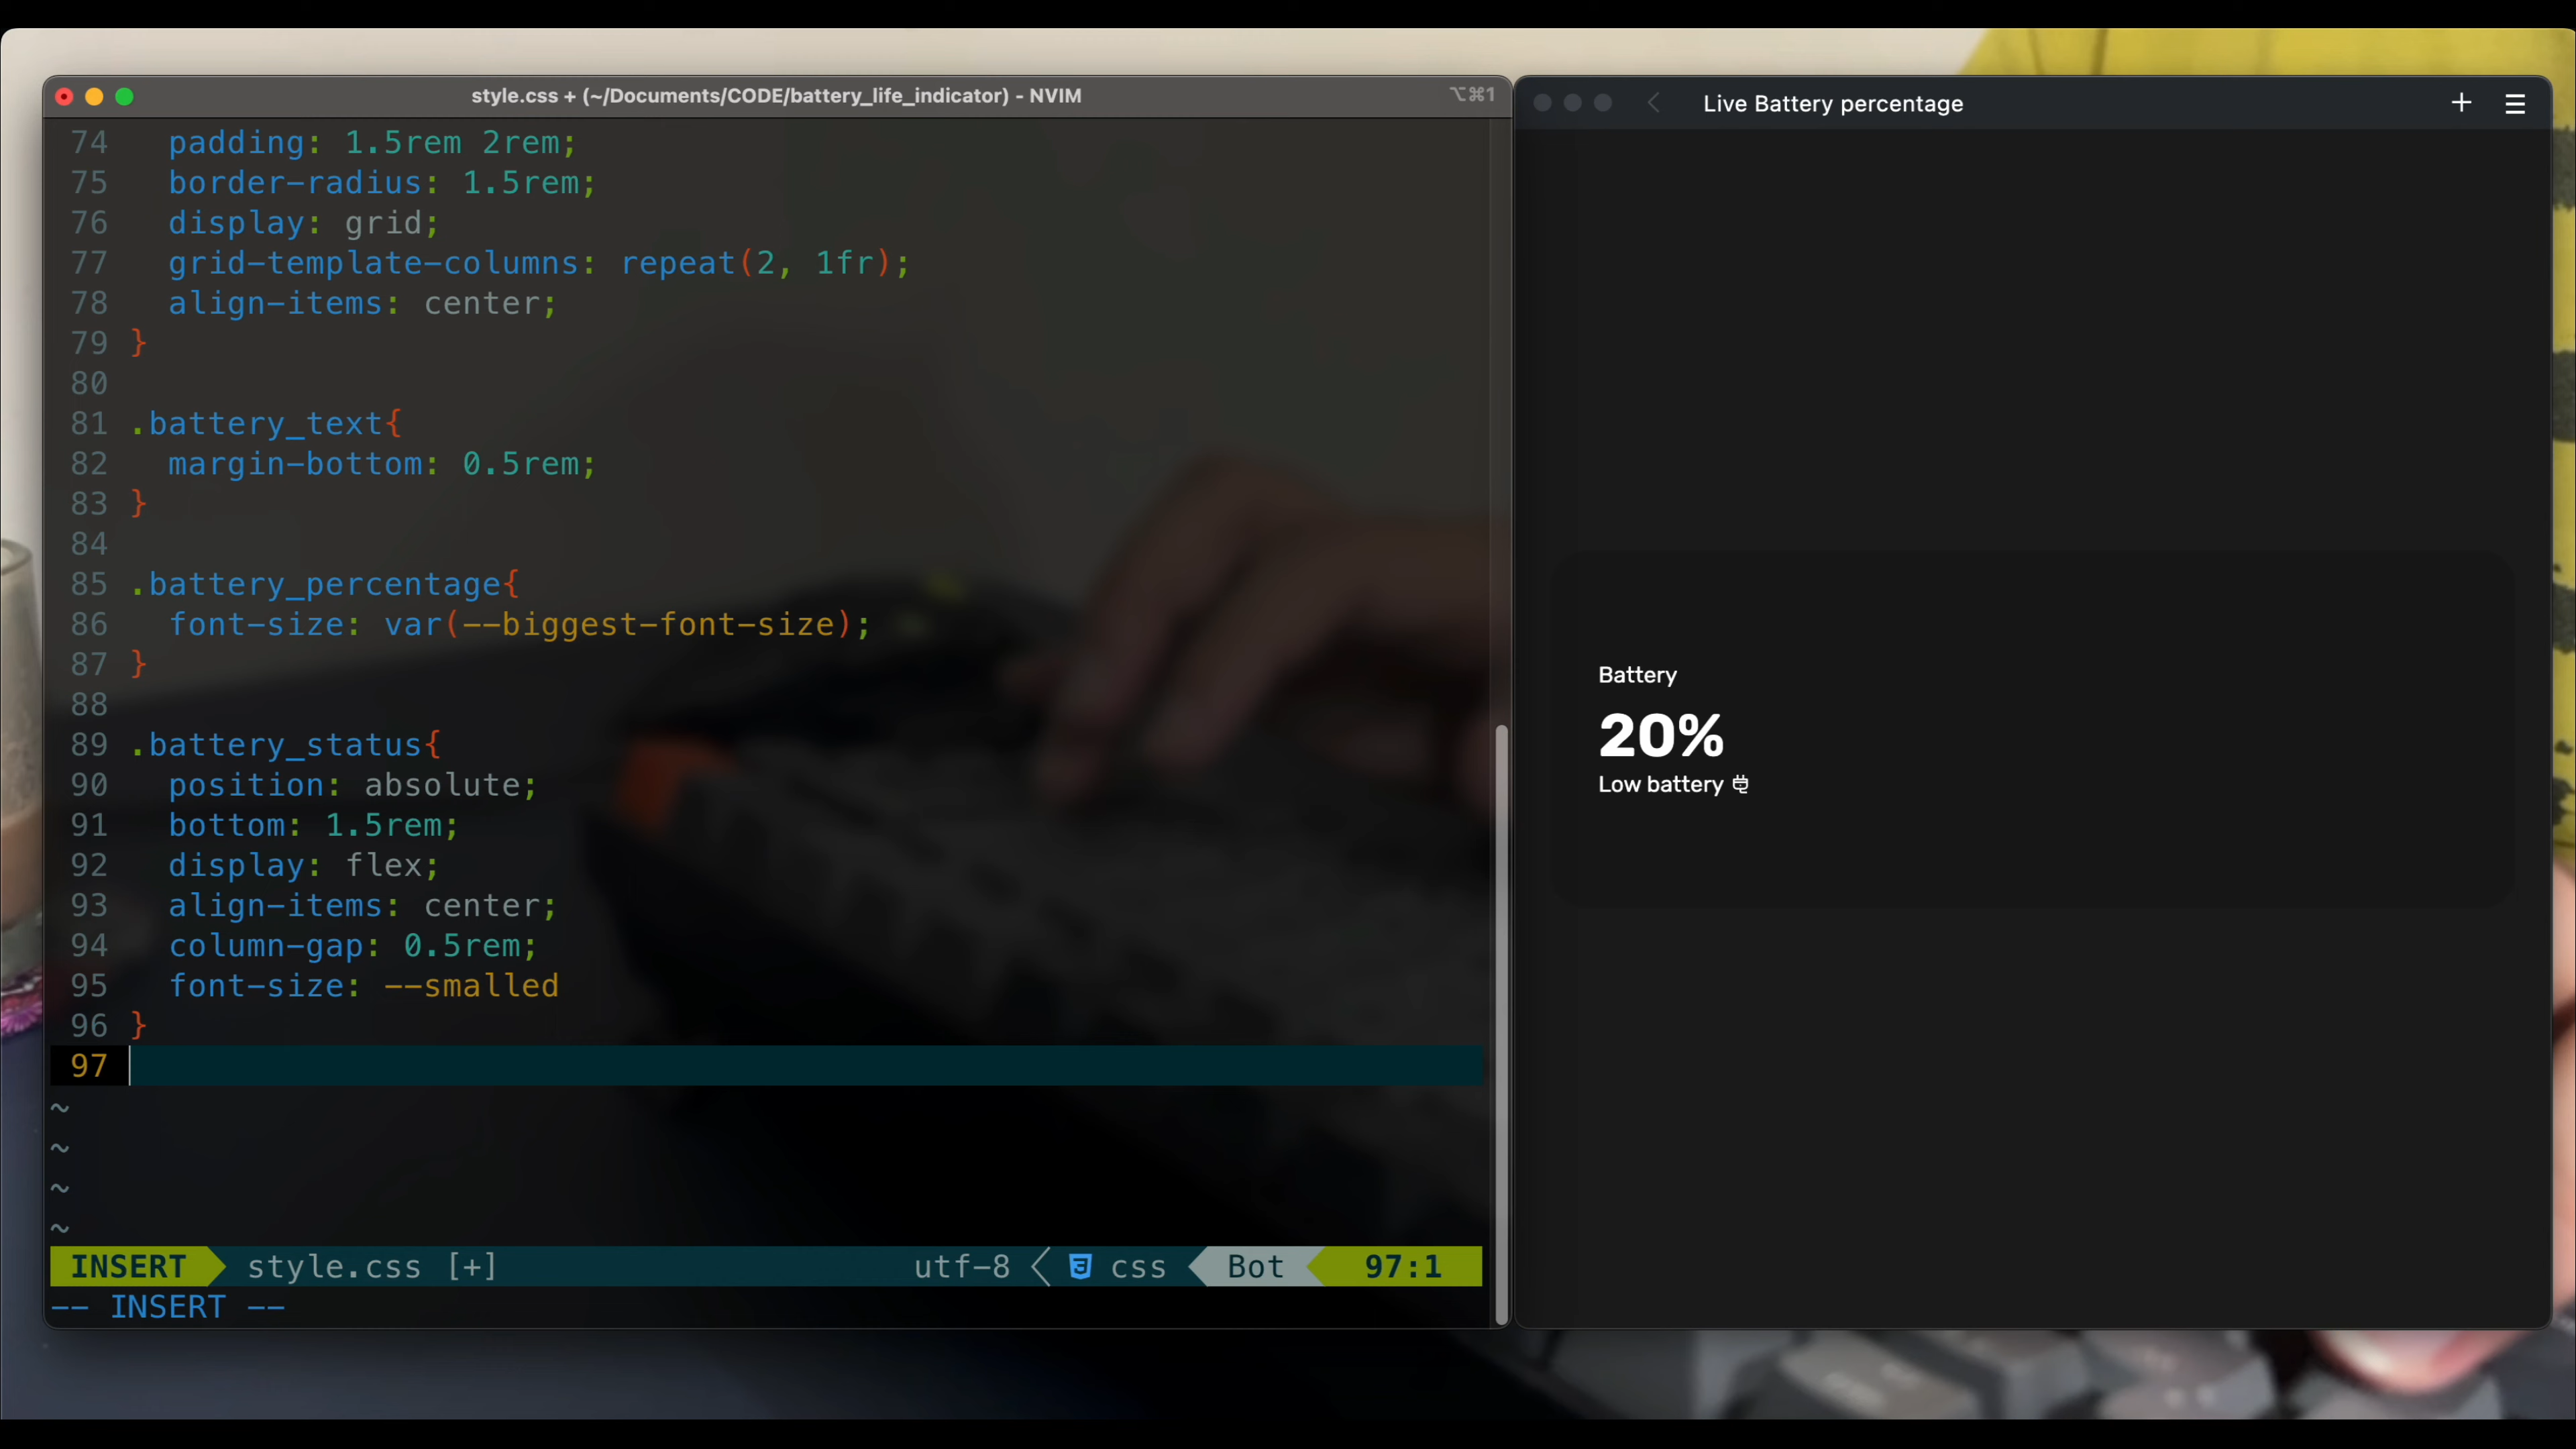 style.css + (~/Documents/CODE/battery_life_indicator) - NVIM
⌥⌘1
74 padding: 1.5rem 2rem;
75 border-radius: 1.5rem;
76 display: grid;
77 grid-template-columns: repeat(2, 1fr);
78 align-items: center;
79 }
80
81 .battery_text{
82 margin-bottom: 0.5rem;
83 }
84
85 .battery_percentage{
86 font-size: var(--biggest-font-size);
87 }
88
89 .battery_status{
90 position: absolute;
91 bottom: 1.5rem;
92 display: flex;
93 align-items: center;
94 column-gap: 0.5rem;
95 font-size: --smalled
96 }
97
~
~
~
~
INSERT style.css [+] utf-8 css Bot 97:1
-- INSERT --
Live Battery percentage
Battery
20%
Low battery